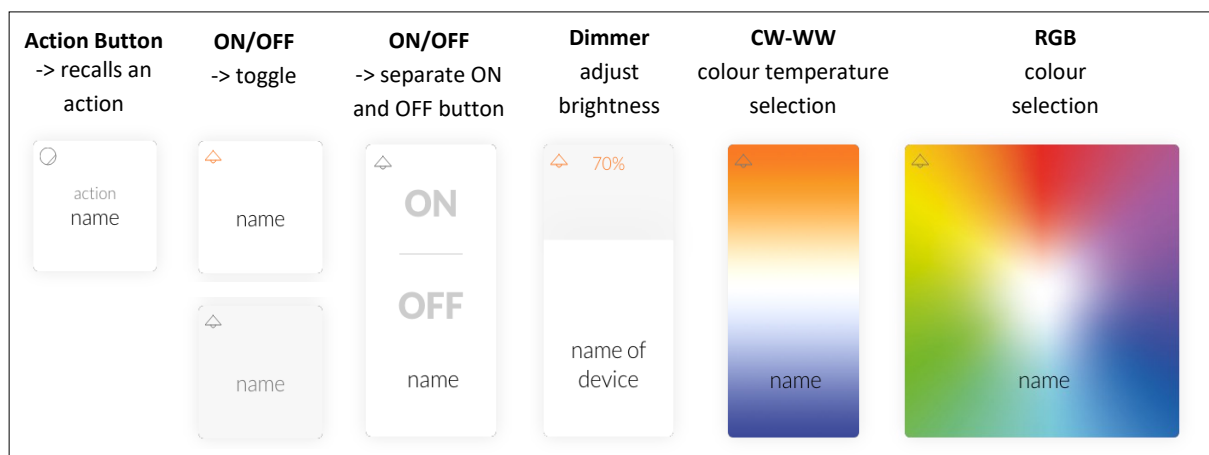 Action Button
-> recalls an
action
action
name
ON/OFF
-> toggle
name
name
ON/OFF
-> separate ON
and OFF button
ON
OFF
name
Dimmer
adjust
brightness
70%
name of
device
CW-WW
colour temperature
selection
name
RGB
colour
selection
name